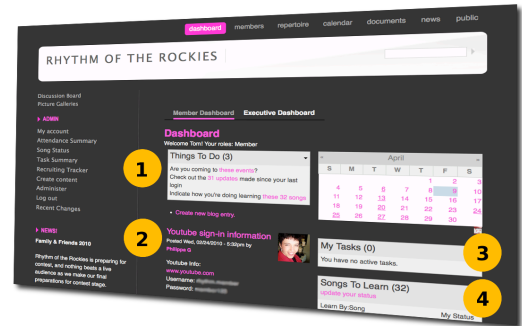 dashboard members repertoire calendar documents news public
RHYTHM OF THE ROCKIES
Discussion Board
Picture Galleries
ADMIN
My account
Attendance Summary
Song Status
Task Summary
Recruiting Tracker
Create content
Administer
Log out
Recent Changes
NEWS!
Family & Friends 2010
Rhythm of the Rockies is preparing for
contest, and nothing beats a live
audience as we make our final
preparations for contest stage.
Member Dashboard Executive Dashboard
Dashboard
Welcome Tom! Your roles: Member
1
Things To Do (3)
Are you coming to these events?
Check out the 31 updates made since your last
login
Indicate how you're doing learning these 32 songs
Create new blog entry.
2
Youtube sign-in information
Posted Wed, 02/24/2010 - 5:32pm by
Philippe G
Youtube Info:
www.youtube.com
Username:
Password:
« April »
S M T W T F S
1 2 3
4 5 6 7 8 9 10
11 12 13 14 15 16 17
18 19 20 21 22 23 24
25 26 27 28 29 30
3
My Tasks (0)
You have no active tasks.
4
Songs To Learn (32)
update your status
Learn By:Song My Status